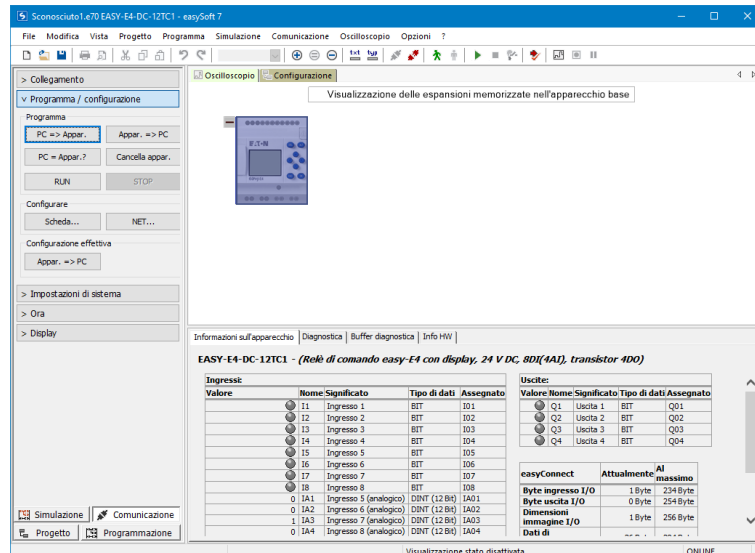 Sconosciuto1.e70 EASY-E4-DC-12TC1 - easySoft 7
File Modifica Vista Progetto Programma Simulazione Comunicazione Oscilloscopio Opzioni ?
txt typ
> Collegamento
v Programma / configurazione
Programma
PC => Appar. Appar. => PC
PC = Appar.? Cancella appar.
RUN STOP
Configurare
Scheda... NET...
Configurazione effettiva
Appar. => PC
> Impostazioni di sistema
> Ora
> Display
Simulazione Comunicazione
Progetto Programmazione
Oscilloscopio Configurazione
Visualizzazione delle espansioni memorizzate nell'apparecchio base
Informazioni sull'apparecchio Diagnostica Buffer diagnostica Info HW
EASY-E4-DC-12TC1 - (Relè di comando easy-E4 con display, 24 V DC, 8DI(4AI), transistor 4DO)
Ingressi:
Valore Nome Significato Tipo di dati Assegnato
I1 Ingresso 1 BIT I01
I2 Ingresso 2 BIT I02
I3 Ingresso 3 BIT I03
I4 Ingresso 4 BIT I04
I5 Ingresso 5 BIT I05
I6 Ingresso 6 BIT I06
I7 Ingresso 7 BIT I07
I8 Ingresso 8 BIT I08
0 IA1 Ingresso 5 (analogico) DINT (12 Bit) IA01
0 IA2 Ingresso 6 (analogico) DINT (12 Bit) IA02
1 IA3 Ingresso 7 (analogico) DINT (12 Bit) IA03
0 IA4 Ingresso 8 (analogico) DINT (12 Bit) IA04
Uscite:
Valore Nome Significato Tipo di dati Assegnato
Q1 Uscita 1 BIT Q01
Q2 Uscita 2 BIT Q02
Q3 Uscita 3 BIT Q03
Q4 Uscita 4 BIT Q04
easyConnect Attualmente Al massimo
Byte ingresso I/O 1 Byte 234 Byte
Byte uscita I/O 0 Byte 254 Byte
Dimensioni immagine I/O 1 Byte 256 Byte
Dati di
Visualizzazione stato disattivata ONLINE